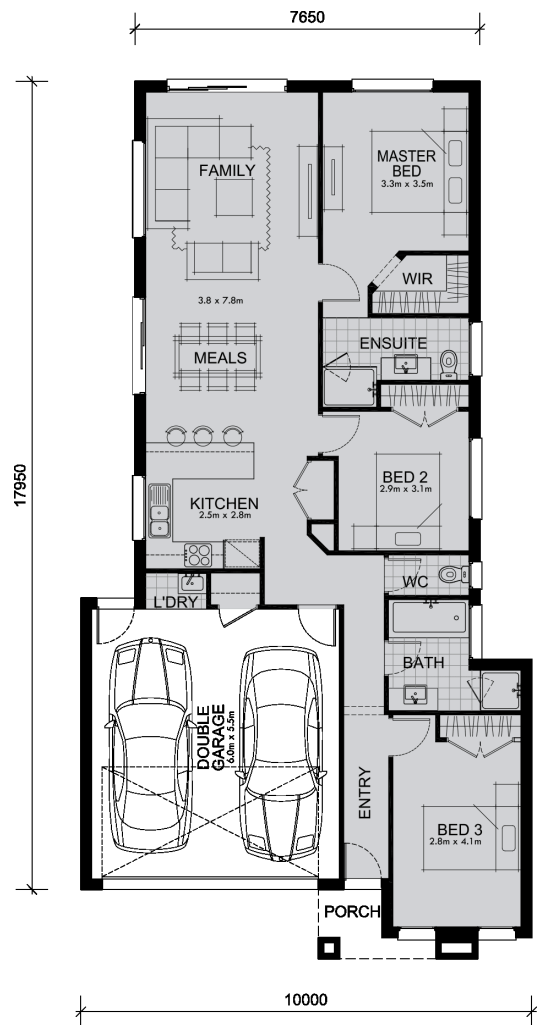 7650
17950
FAMILY
MASTER
BED
3.3m x 3.5m
WIR
3.8 x 7.8m
ENSUITE
MEALS
BED 2
2.9m x 3.1m
KITCHEN
2.5m x 2.8m
WC
L'DRY
BATH
DOUBLE
GARAGE
6.0m x 5.5m
ENTRY
BED 3
2.8m x 4.1m
PORCH
10000